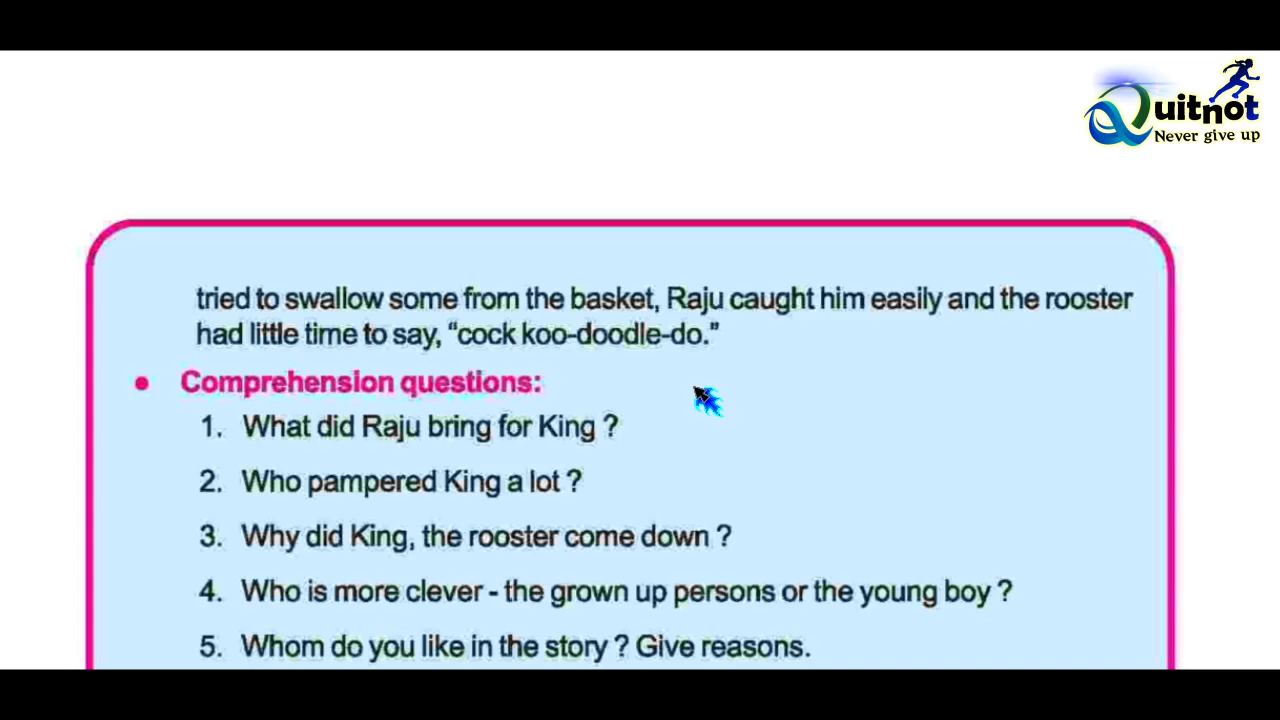 Quitnot
Never give up
tried to swallow some from the basket, Raju caught him easily and the rooster
had little time to say, “cock koo-doodle-do.”
• Comprehension questions:
1. What did Raju bring for King ?
2. Who pampered King a lot ?
3. Why did King, the rooster come down ?
4. Who is more clever - the grown up persons or the young boy ?
5. Whom do you like in the story ? Give reasons.